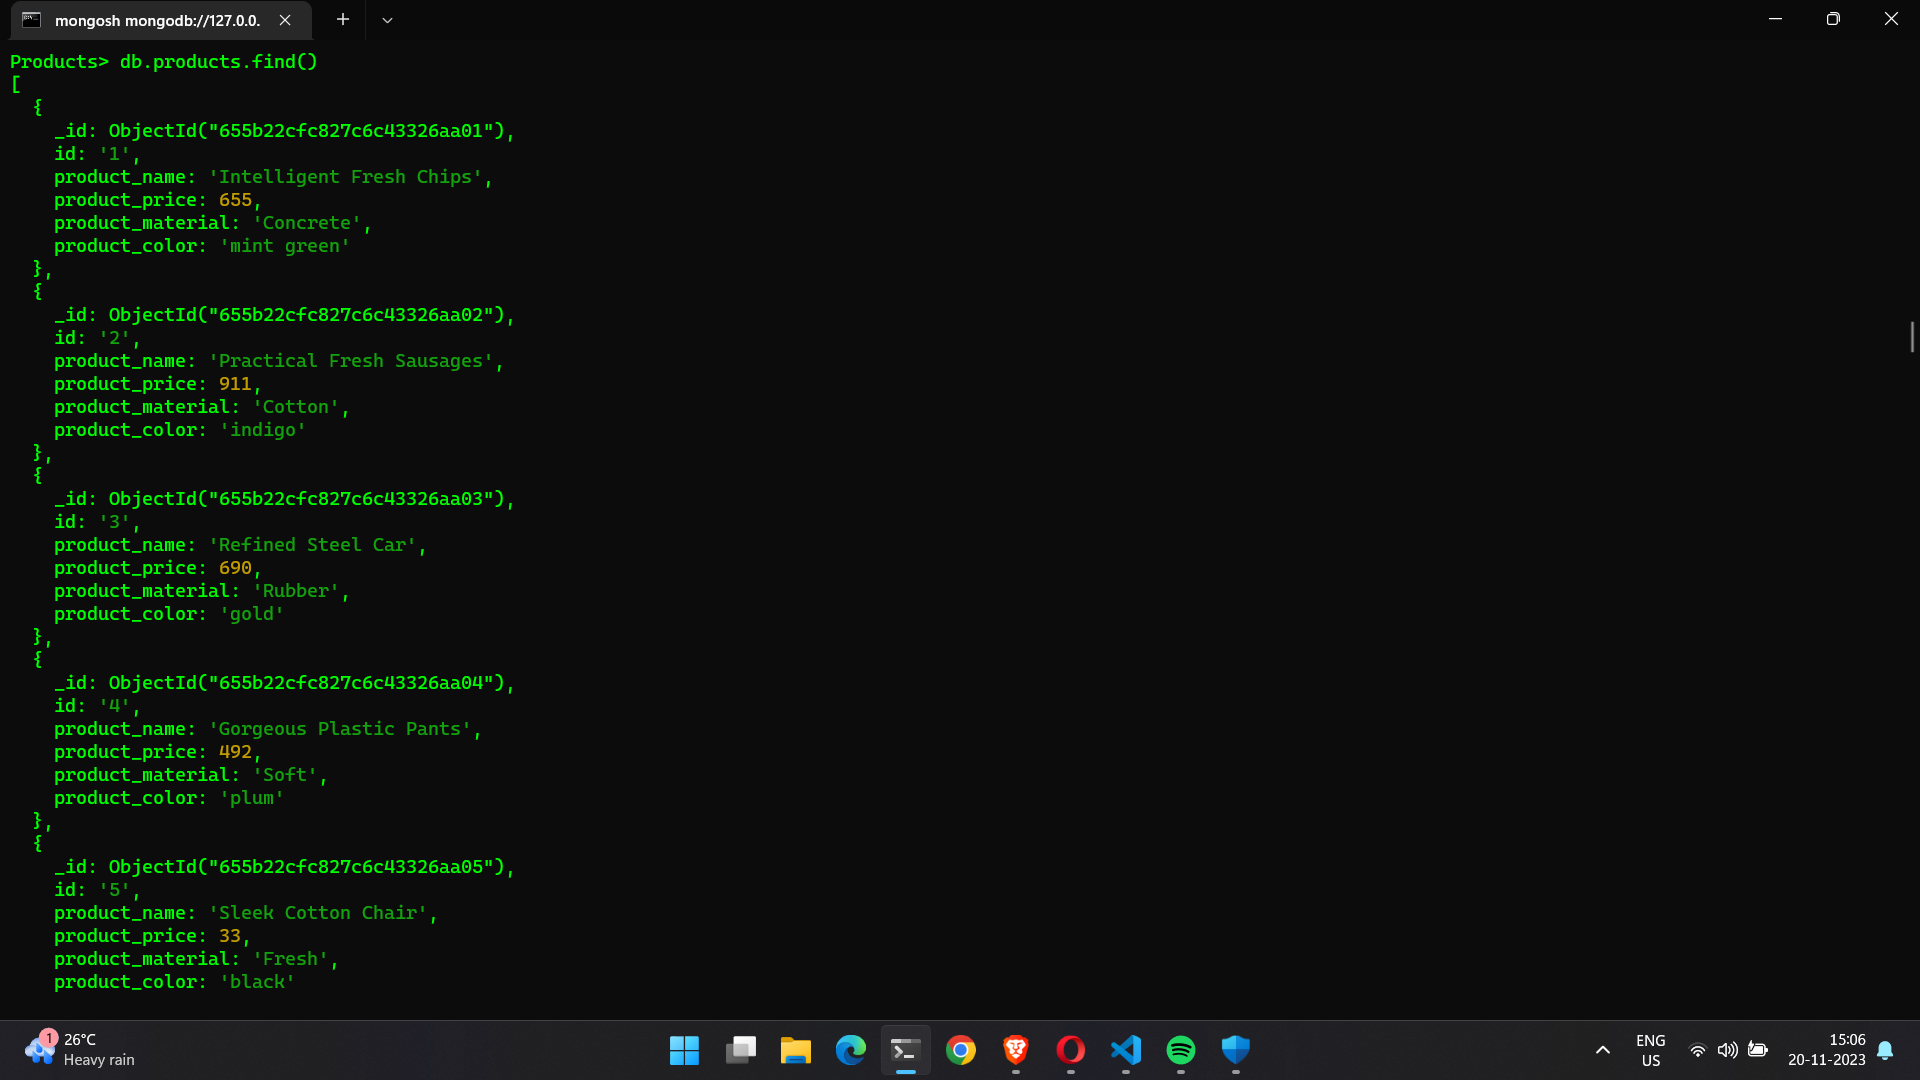 mongosh mongodb://127.0.0.
Products> db.products.find()
[
  {
    _id: ObjectId("655b22cfc827c6c43326aa01"),
    id: '1',
    product_name: 'Intelligent Fresh Chips',
    product_price: 655,
    product_material: 'Concrete',
    product_color: 'mint green'
  },
  {
    _id: ObjectId("655b22cfc827c6c43326aa02"),
    id: '2',
    product_name: 'Practical Fresh Sausages',
    product_price: 911,
    product_material: 'Cotton',
    product_color: 'indigo'
  },
  {
    _id: ObjectId("655b22cfc827c6c43326aa03"),
    id: '3',
    product_name: 'Refined Steel Car',
    product_price: 690,
    product_material: 'Rubber',
    product_color: 'gold'
  },
  {
    _id: ObjectId("655b22cfc827c6c43326aa04"),
    id: '4',
    product_name: 'Gorgeous Plastic Pants',
    product_price: 492,
    product_material: 'Soft',
    product_color: 'plum'
  },
  {
    _id: ObjectId("655b22cfc827c6c43326aa05"),
    id: '5',
    product_name: 'Sleek Cotton Chair',
    product_price: 33,
    product_material: 'Fresh',
    product_color: 'black'
1
26°C
Heavy rain
ENG
US
15:06
20-11-2023